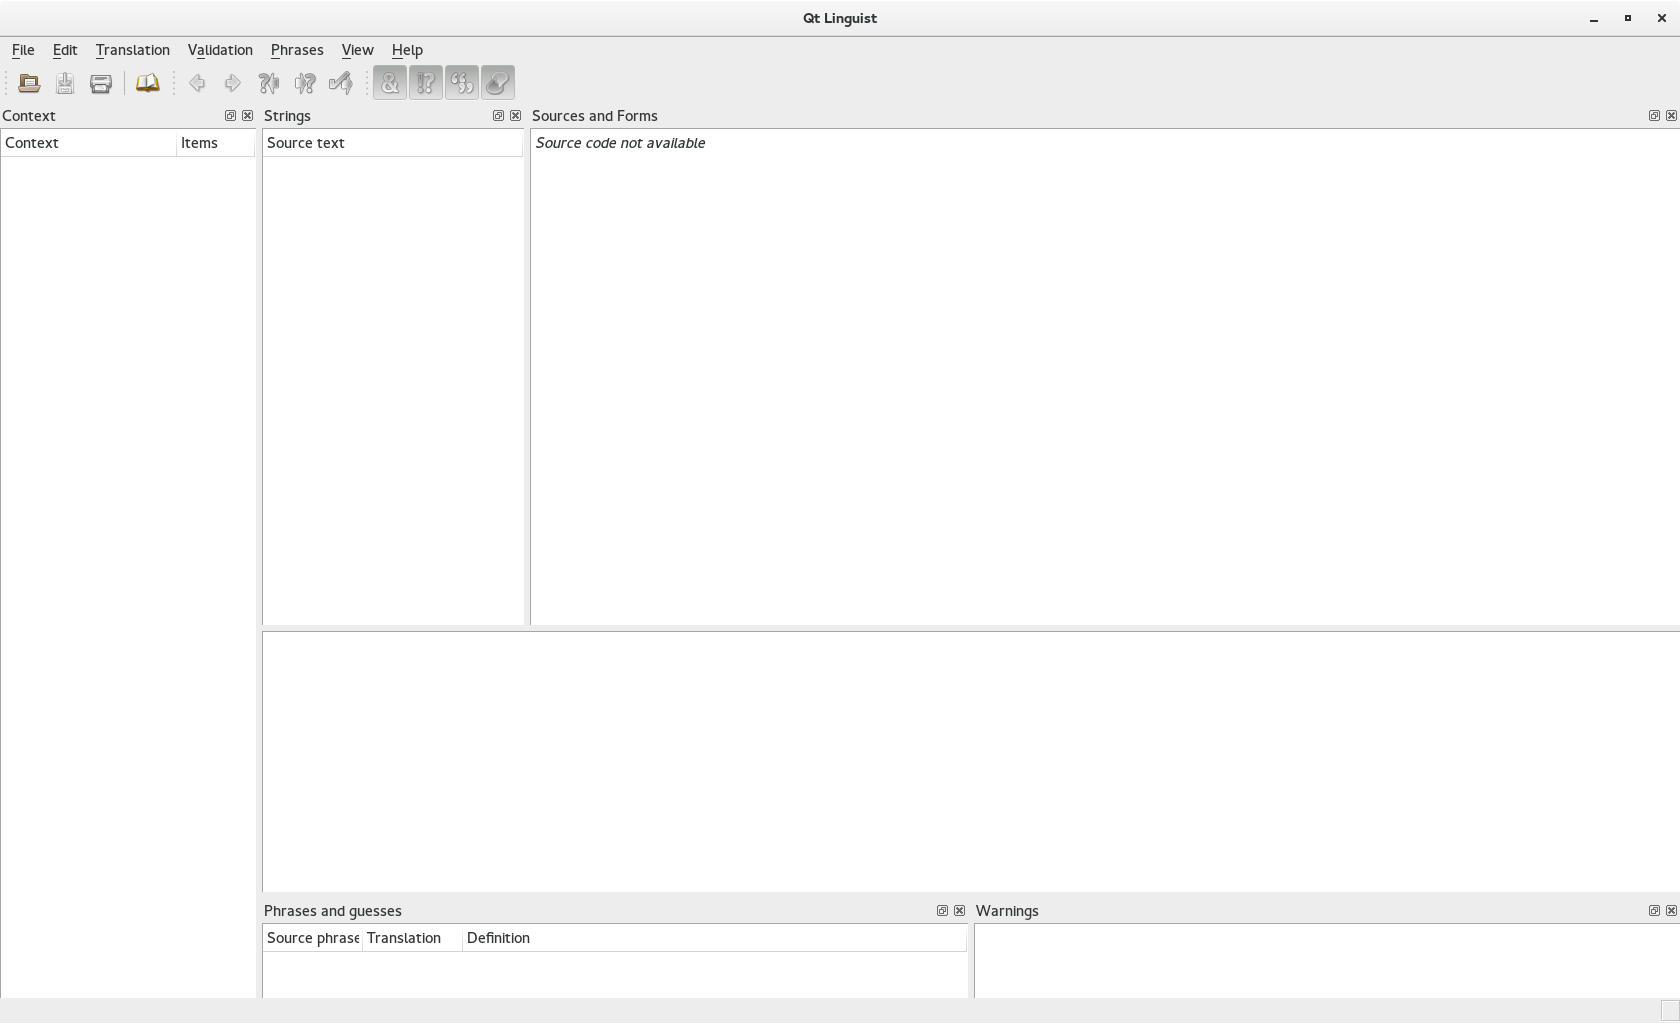 Qt Linguist
File Edit Translation Validation Phrases View Help
Context
Context Items
Strings
Source text
Sources and Forms
Source code not available
Phrases and guesses
Source phrase Translation Definition
Warnings